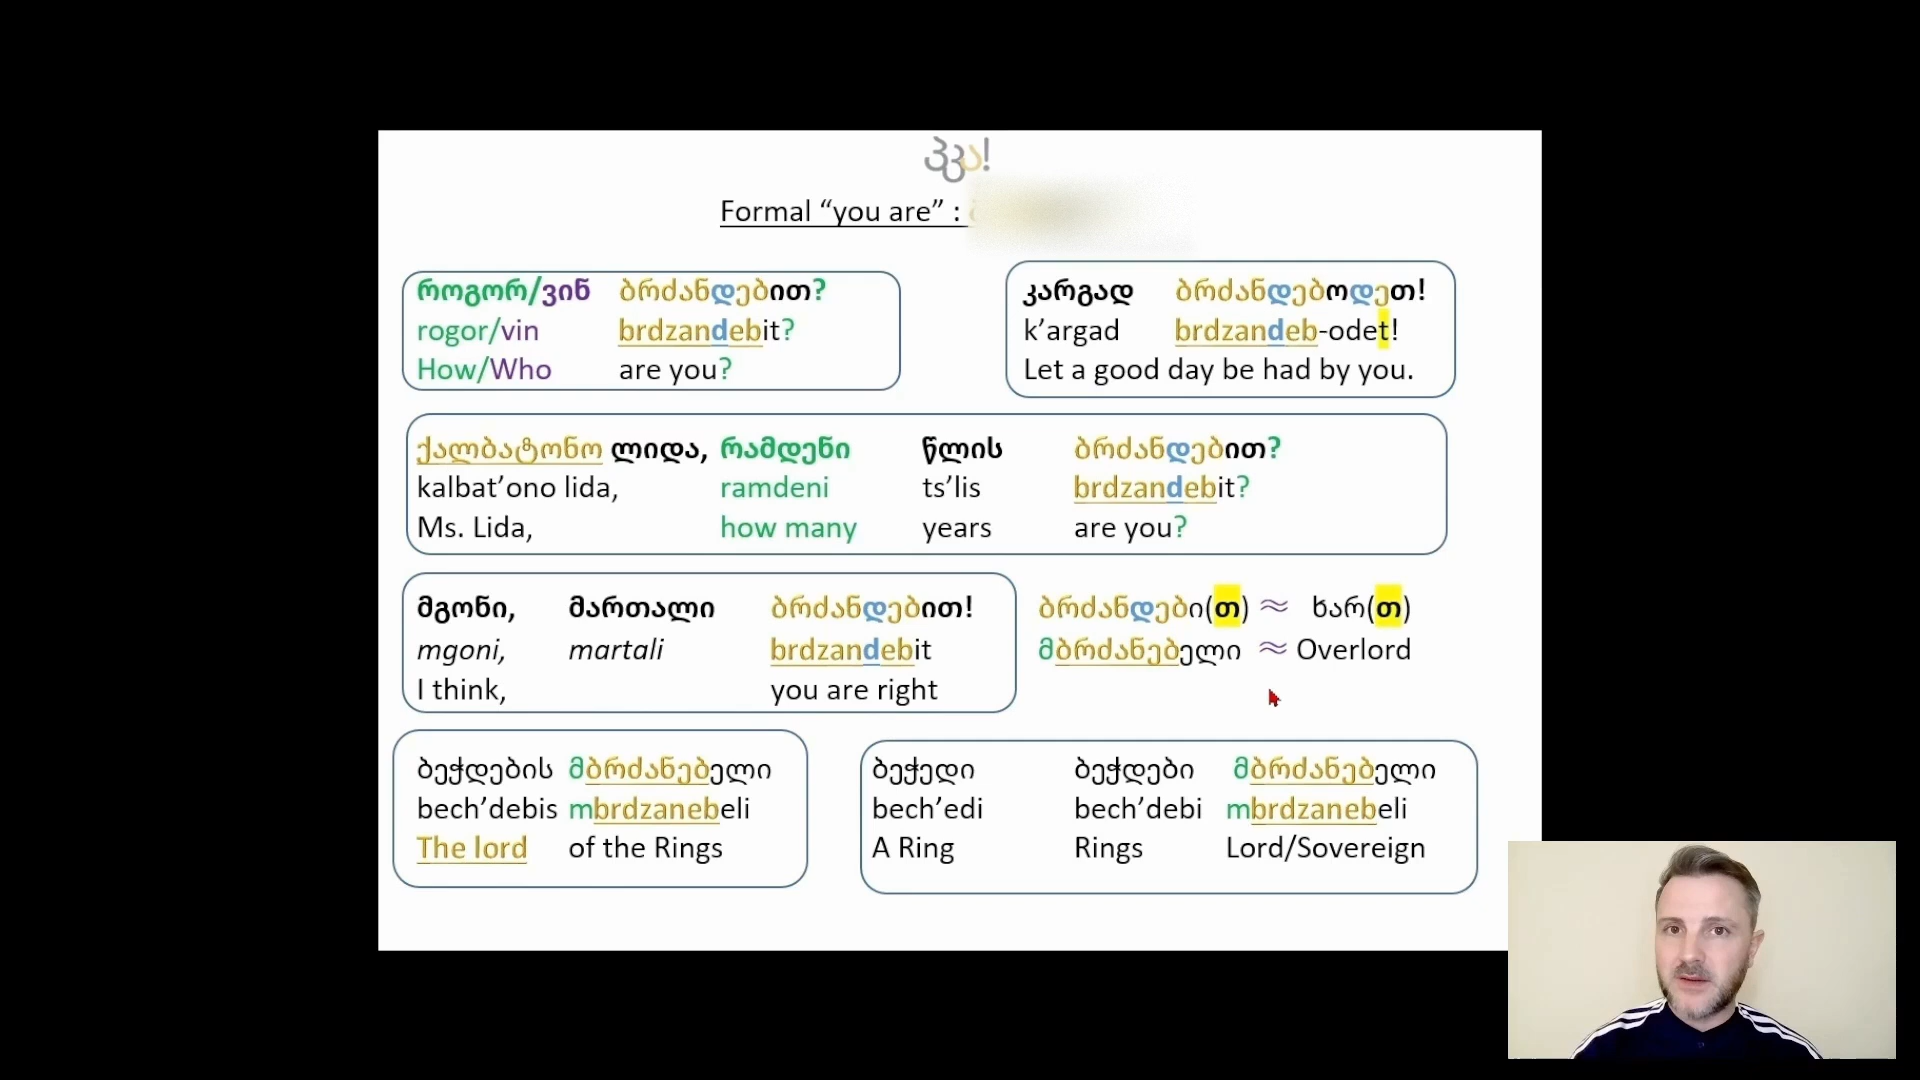 ჰკა!
Formal “you are” :
როგორ/ვინ ბრძანდებით?
rogor/vin brdzandebit?
How/Who are you?
კარგად ბრძანდებოდეთ!
k’argad brdzandeb-odet!
Let a good day be had by you.
ქალბატონო ლიდა, რამდენი წლის ბრძანდებით?
kalbat’ono lida, ramdeni ts’lis brdzandebit?
Ms. Lida, how many years are you?
მგონი, მართალი ბრძანდებით!
mgoni, martali brdzandebit
I think, you are right
ბრძანდები(თ) ≈ ხარ(თ)
მბრძანებელი ≈ Overlord
ბეჭდების მბრძანებელი
bech’debis mbrdzanebeli
The lord of the Rings
ბეჭედი ბეჭდები მბრძანებელი
bech’edi bech’debi mbrdzanebeli
A Ring Rings Lord/Sovereign